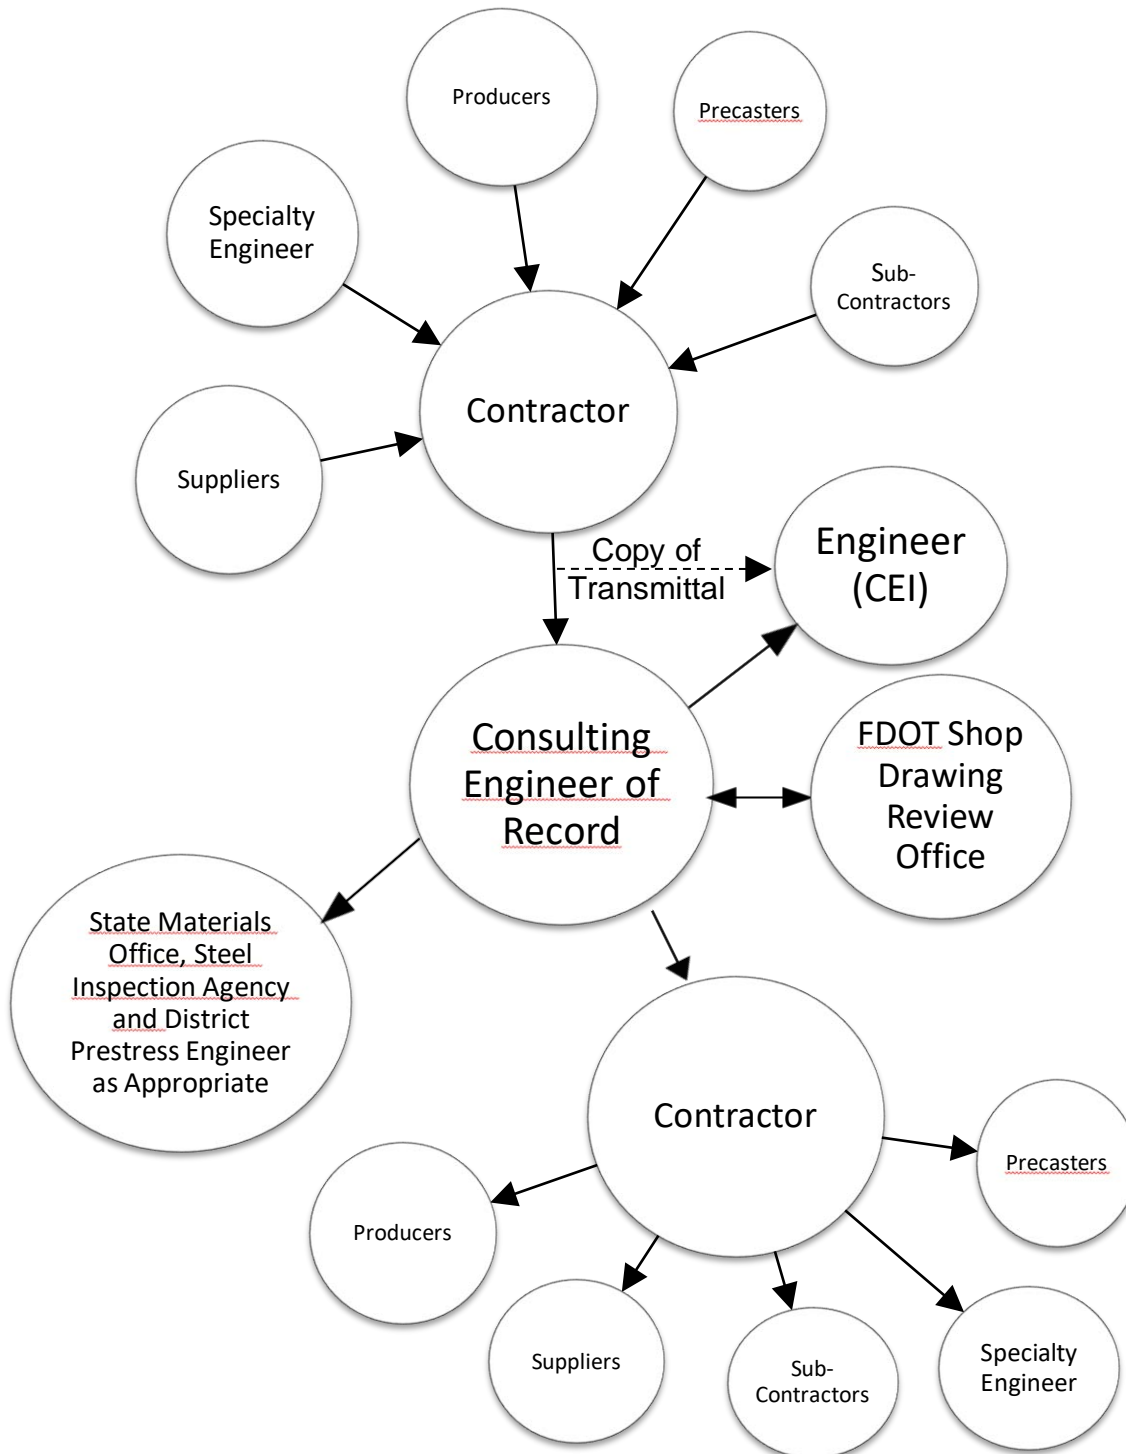 Producers
Precasters
Specialty
Engineer
Sub-
Contractors
Contractor
Suppliers
Copy of
Transmittal
Engineer
(CEI)
Consulting
Engineer of
Record
FDOT Shop
Drawing
Review
Office
State Materials
Office, Steel
Inspection Agency
and District
Prestress Engineer
as Appropriate
Contractor
Precasters
Producers
Suppliers
Sub-
Contractors
Specialty
Engineer